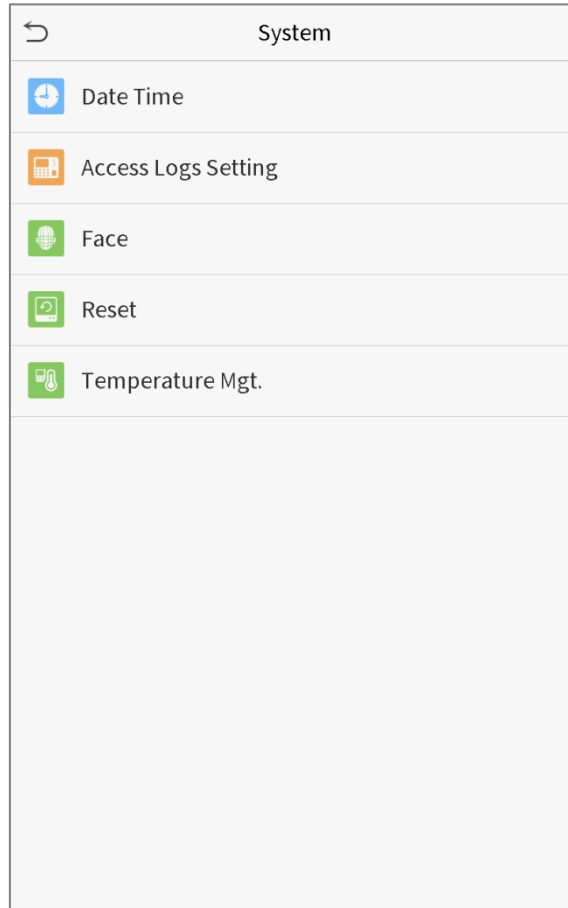 System
Date Time
Access Logs Setting
Face
Reset
Temperature Mgt.